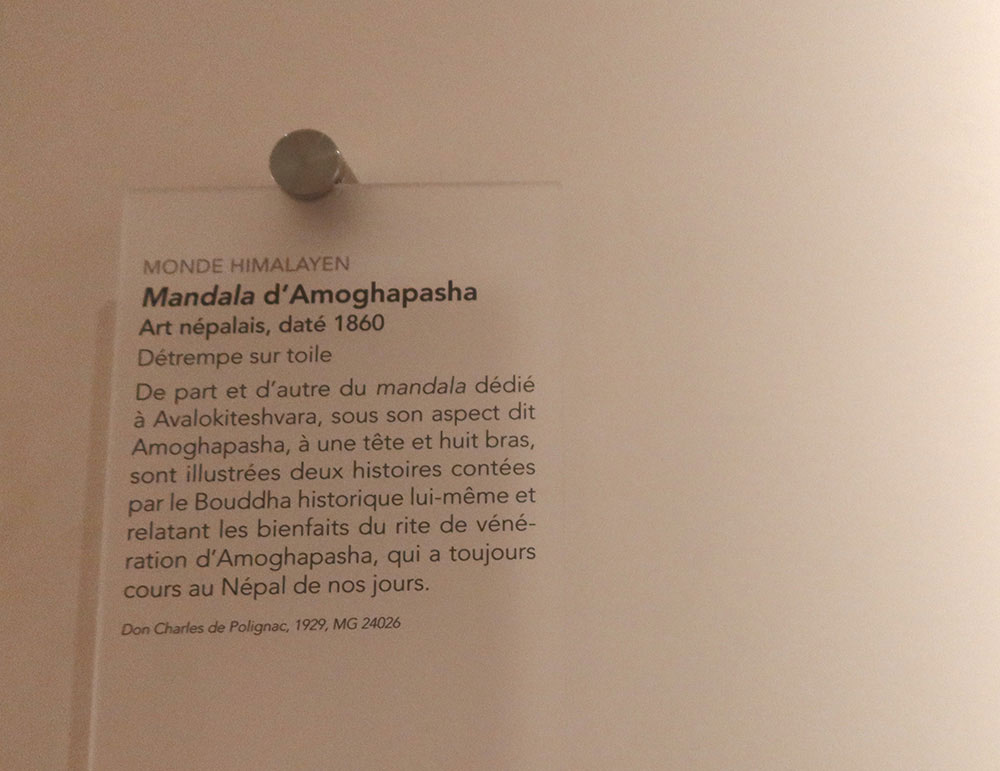 MONDE HIMALAYEN
Mandala d'Amoghapasha
Art népalais, daté 1860
Détrempe sur toile
De part et d'autre du mandala dédié
à Avalokiteshvara, sous son aspect dit
Amoghapasha, à une tête et huit bras,
sont illustrées deux histoires contées
par le Bouddha historique lui-même et
relatant les bienfaits du rite de véné-
ration d'Amoghapasha, qui a toujours
cours au Népal de nos jours.
Don Charles de Polignac, 1929, MG 24026